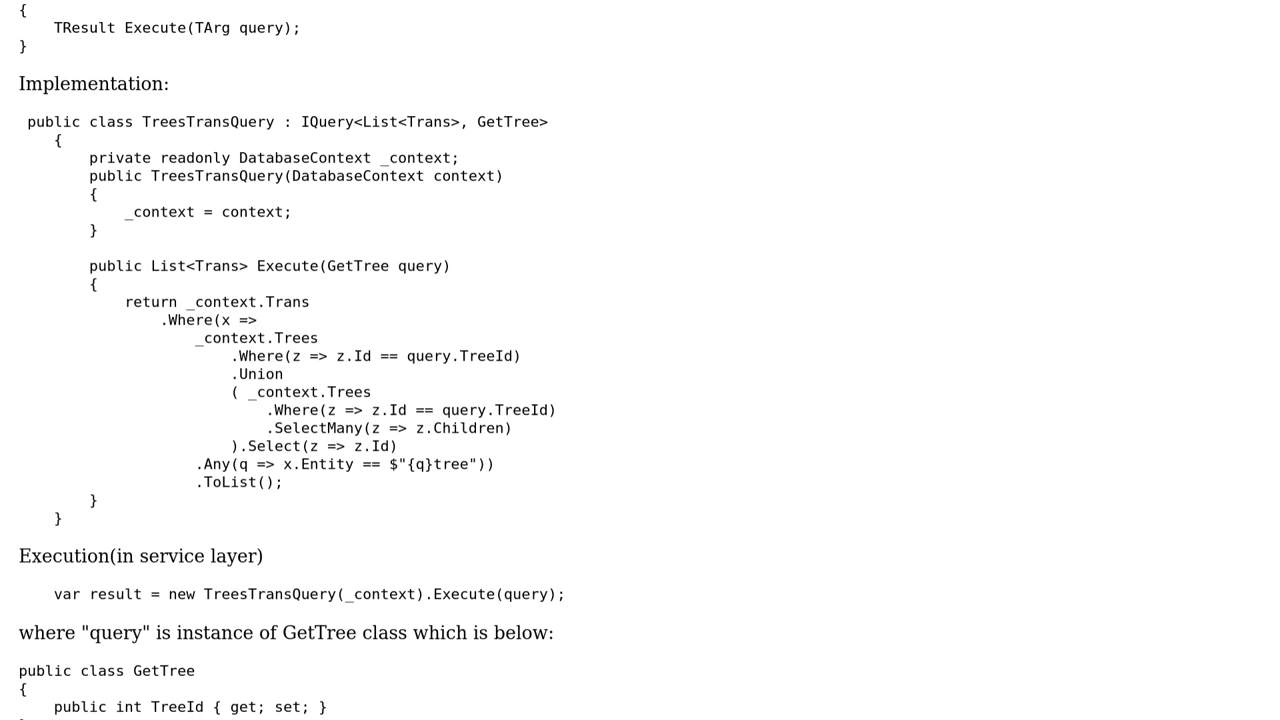 {
    TResult Execute(TArg query);
}
Implementation:
 public class TreesTransQuery : IQuery<List<Trans>, GetTree>
    {
        private readonly DatabaseContext _context;
        public TreesTransQuery(DatabaseContext context)
        {
            _context = context;
        }
        public List<Trans> Execute(GetTree query)
        {
            return _context.Trans
                .Where(x =>
                    _context.Trees
                        .Where(z => z.Id == query.TreeId)
                        .Union
                        ( _context.Trees
                            .Where(z => z.Id == query.TreeId)
                            .SelectMany(z => z.Children)
                        ).Select(z => z.Id)
                    .Any(q => x.Entity == $"{q}tree"))
                    .ToList();
        }
    }
Execution(in service layer)
    var result = new TreesTransQuery(_context).Execute(query);
where "query" is instance of GetTree class which is below:
public class GetTree
{
    public int TreeId { get; set; }